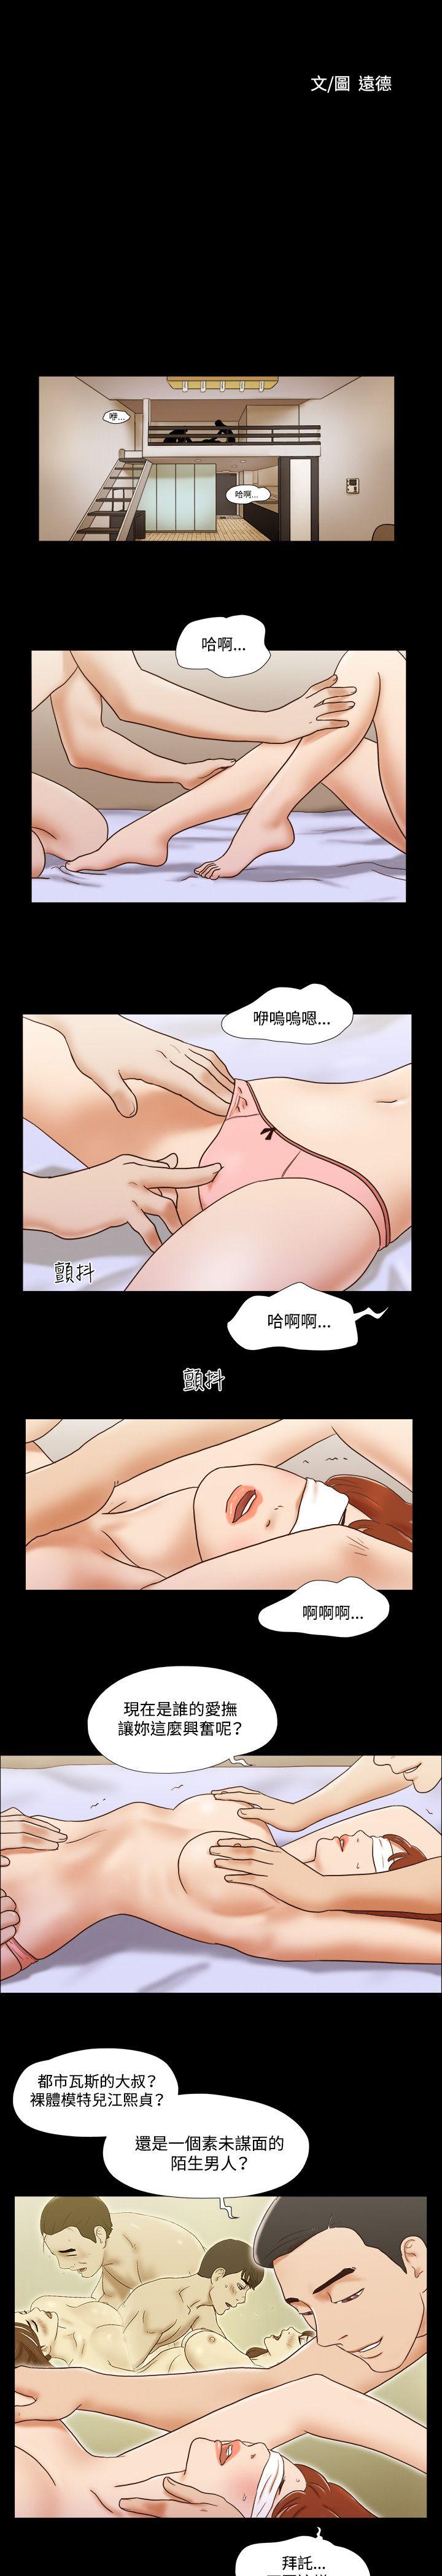 文/圖 遠德
咿...
哈啊...
哈啊...
咿嗚嗚嗯...
顫抖
哈啊啊...
顫抖
啊啊啊...
現在是誰的愛撫
讓妳這麼興奮呢？
都市瓦斯的大叔？
裸體模特兒江熙貞？
還是一個素未謀面的
陌生男人？
拜託...